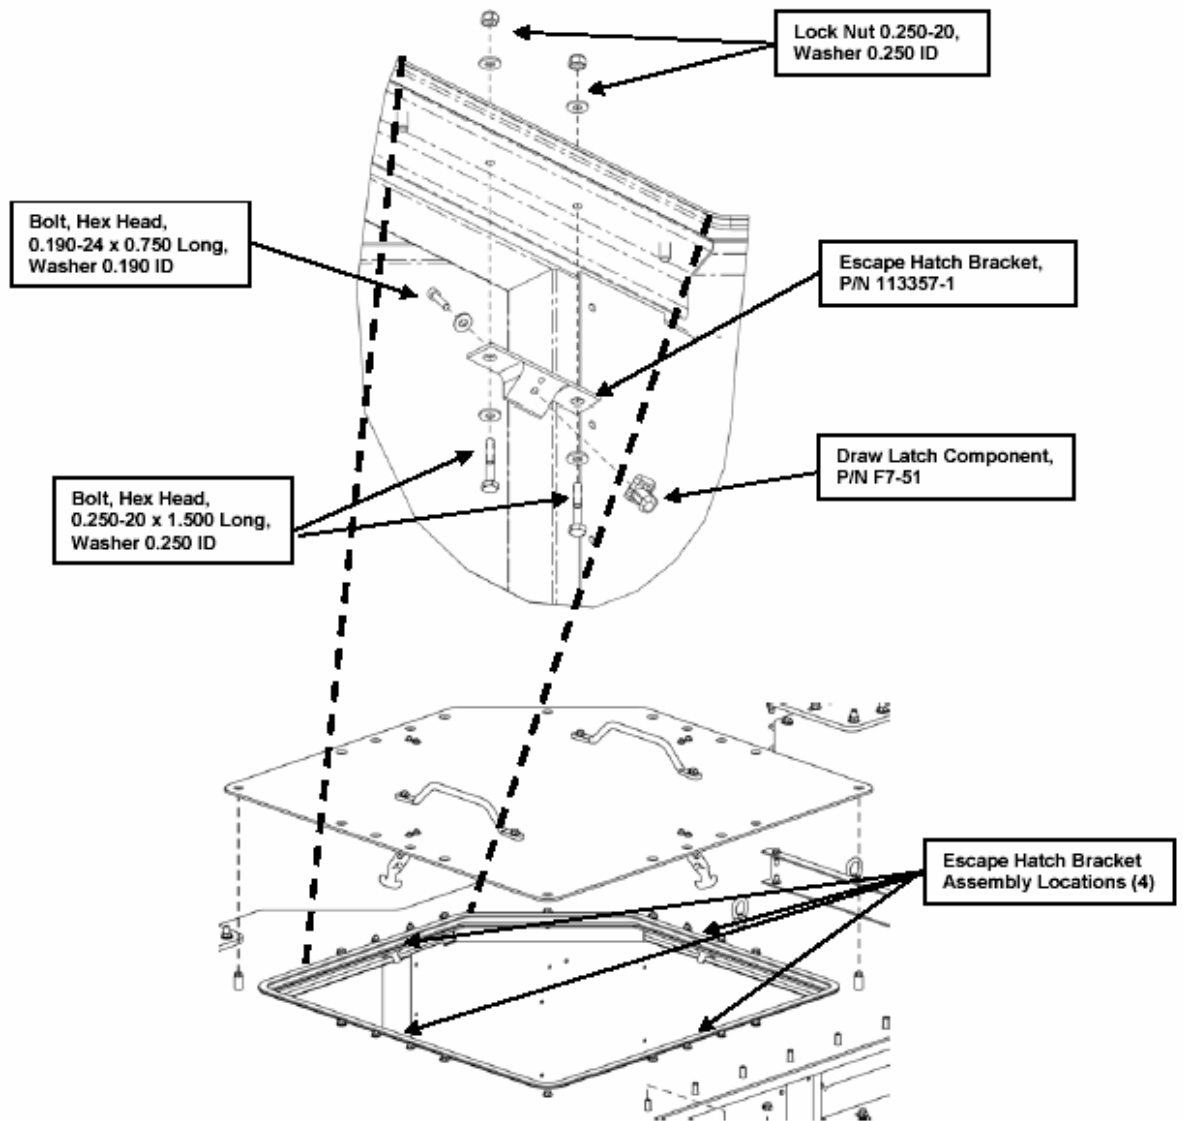 Lock Nut 0.250-20,
Washer 0.250 ID
Bolt, Hex Head,
0.190-24 x 0.750 Long,
Washer 0.190 ID
Escape Hatch Bracket,
P/N 113357-1
Draw Latch Component,
P/N F7-51
Bolt, Hex Head,
0.250-20 x 1.500 Long,
Washer 0.250 ID
Escape Hatch Bracket
Assembly Locations (4)